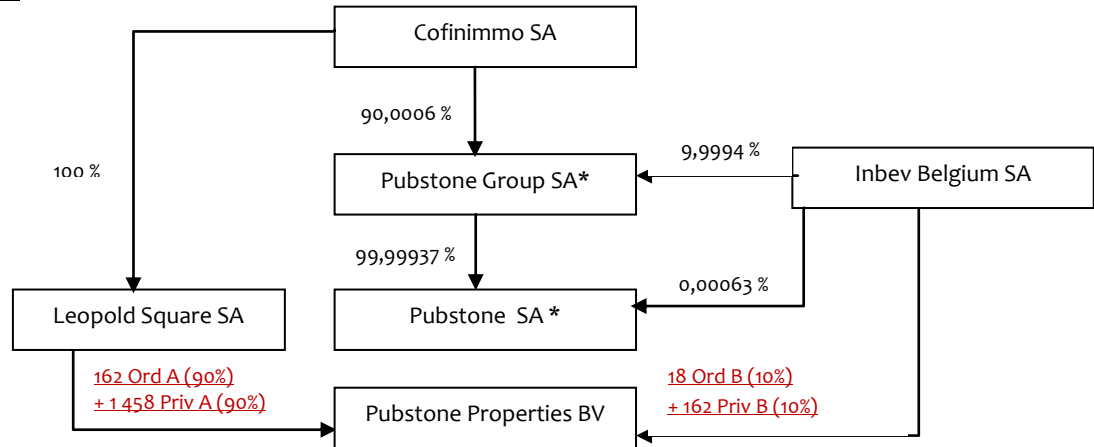 Cofinimmo SA
90,0006 %
9,9994 %
100 %
Pubstone Group SA*
Inbev Belgium SA
99,99937 %
0,00063 %
Leopold Square SA
Pubstone SA *
162 Ord A (90%)
+ 1 458 Priv A (90%)
18 Ord B (10%)
+ 162 Priv B (10%)
Pubstone Properties BV